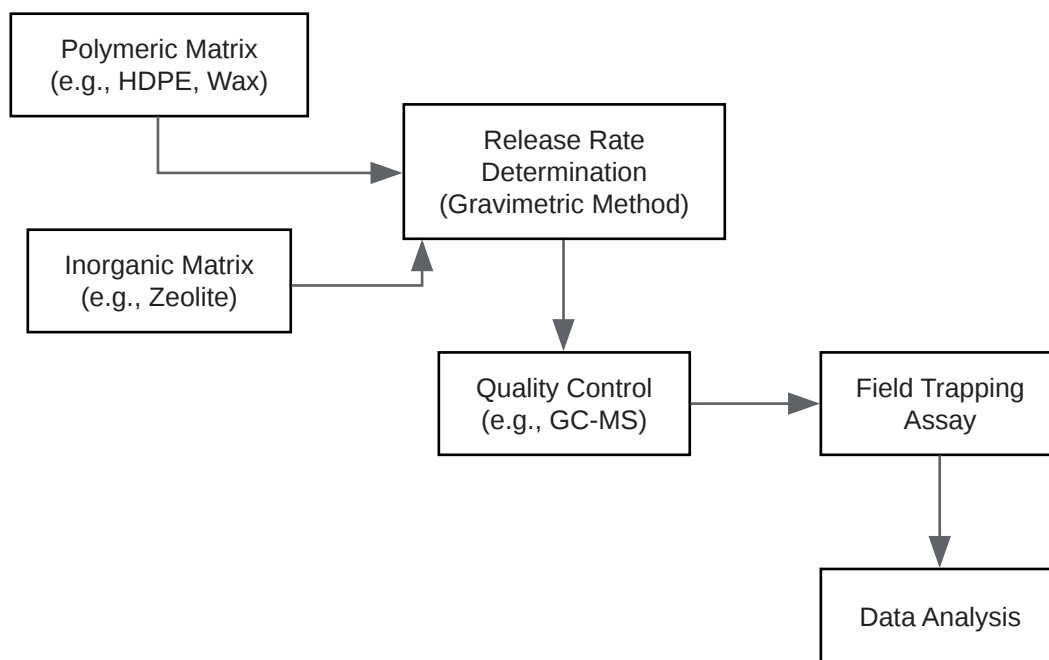 Polymeric Matrix
(e.g., HDPE, Wax)
Release Rate
Determination
(Gravimetric Method)
Inorganic Matrix
(e.g., Zeolite)
Quality Control
(e.g., GC-MS)
Field Trapping
Assay
Data Analysis